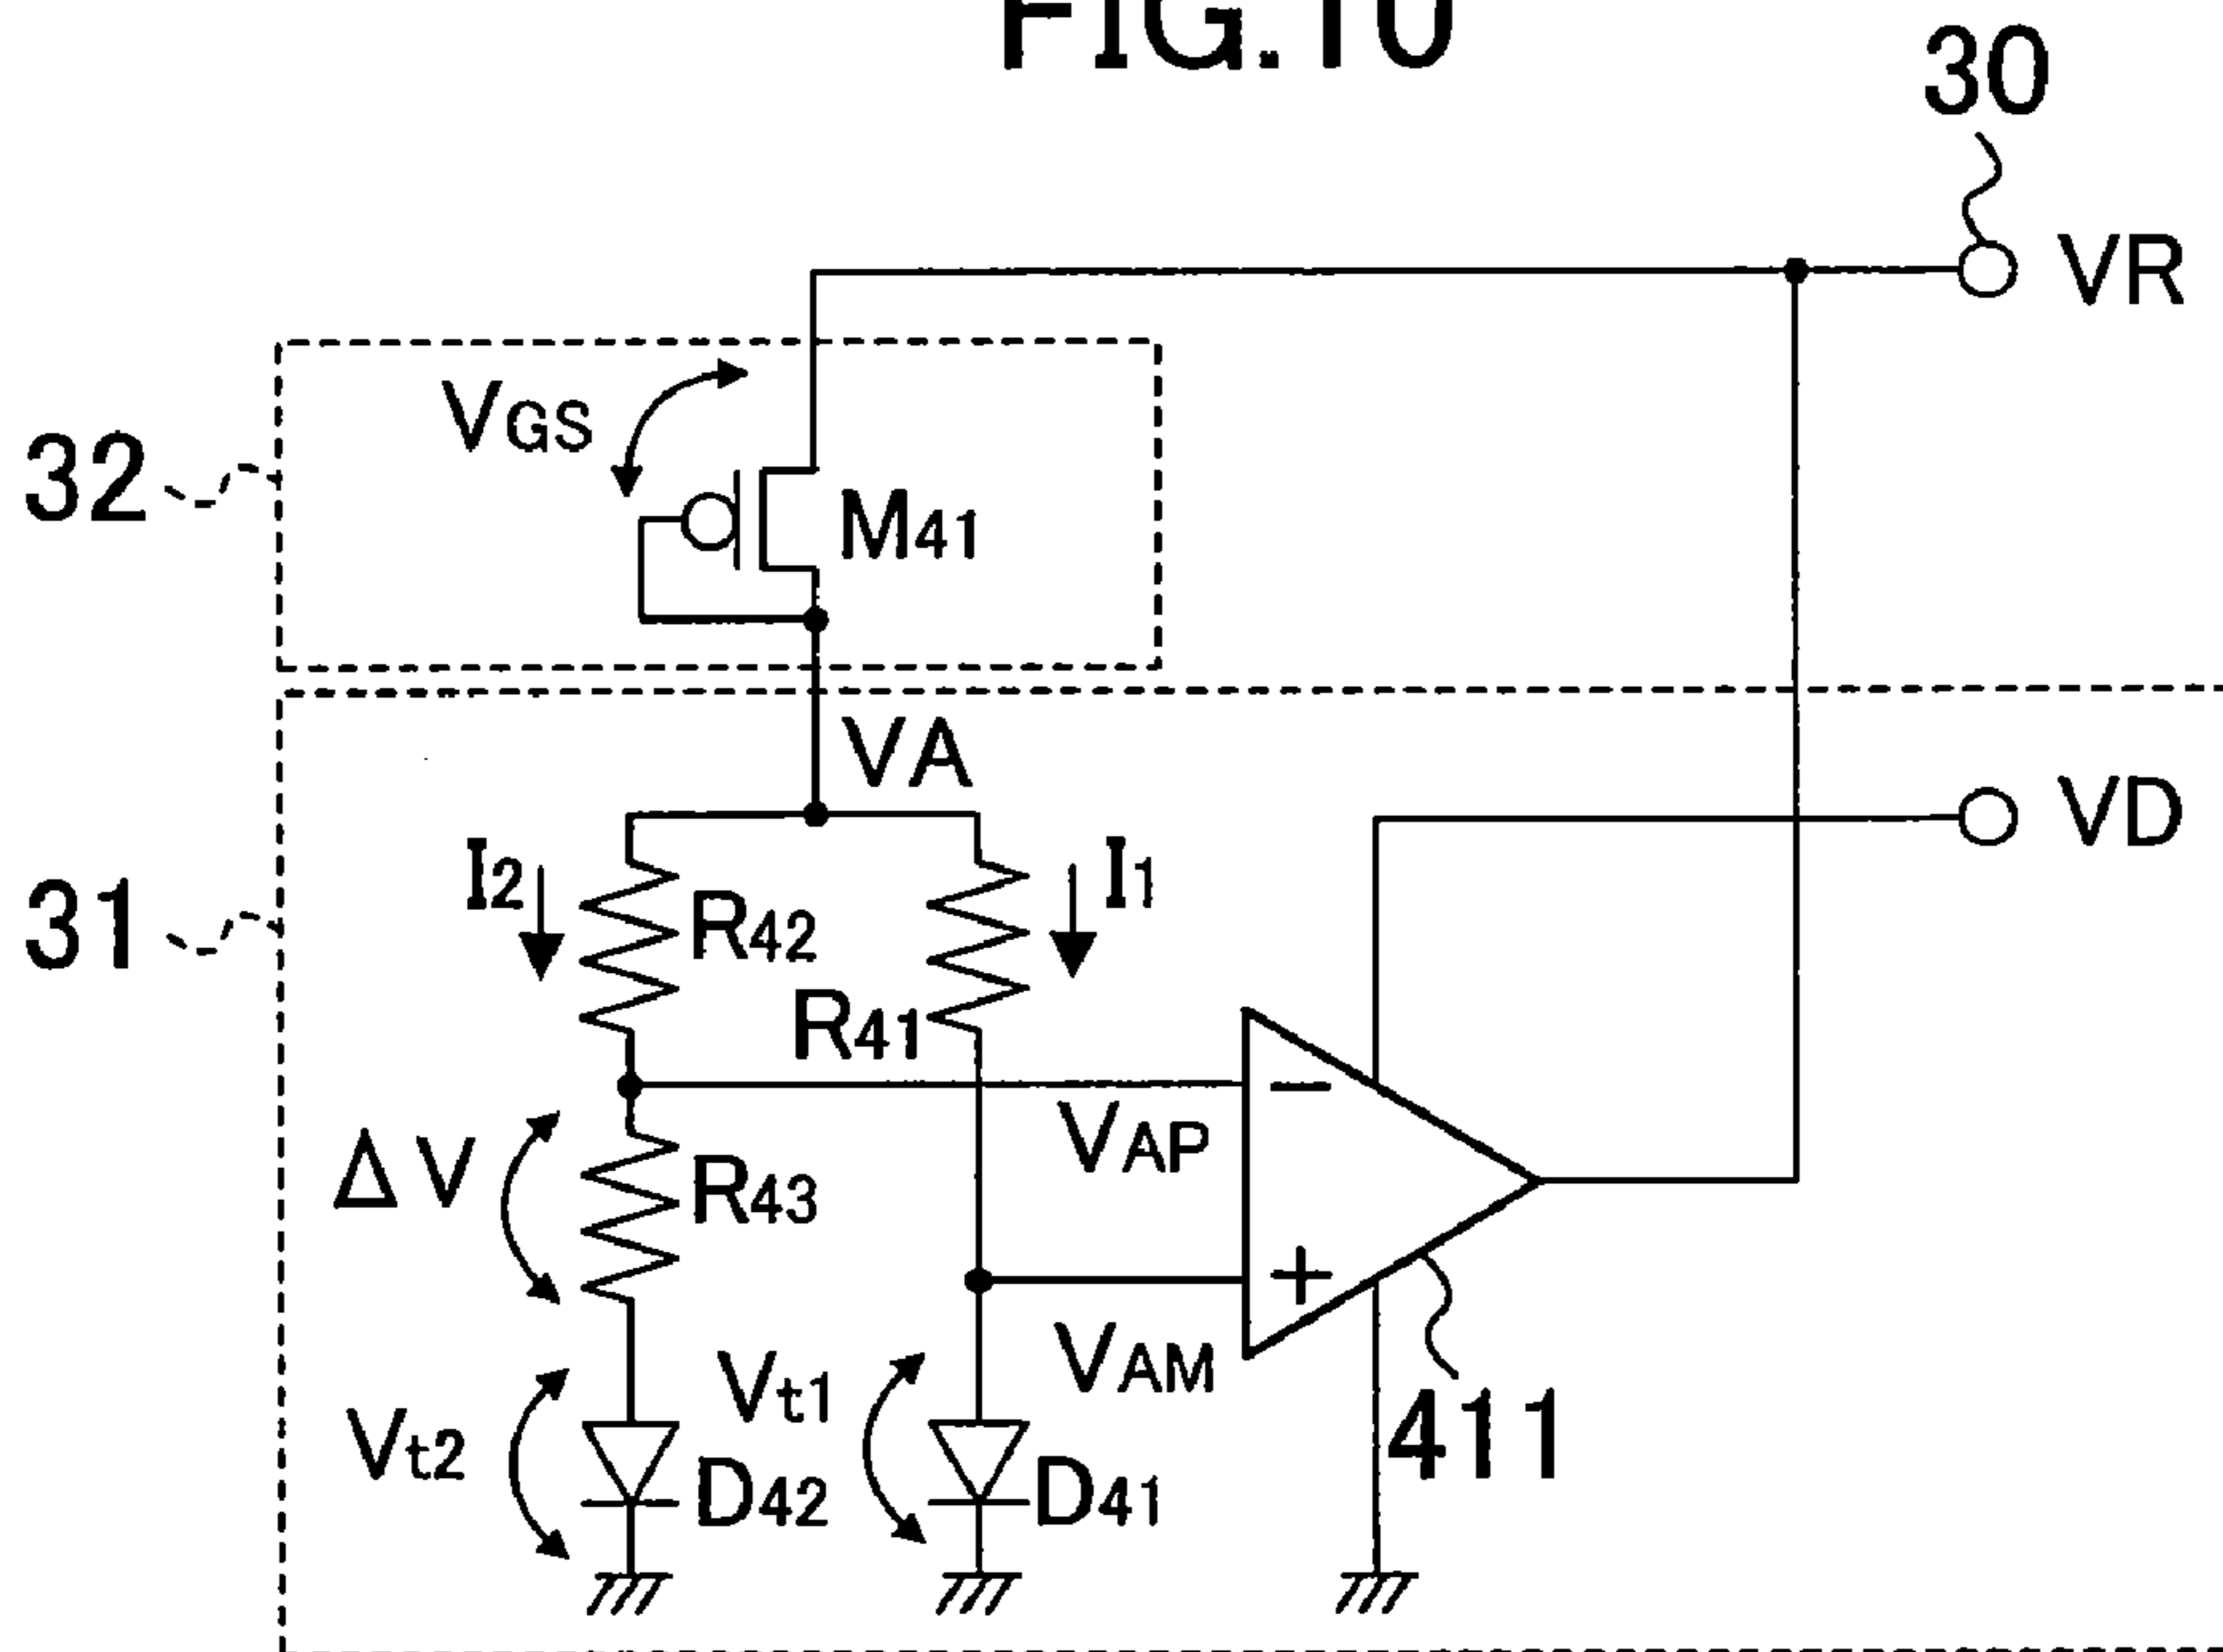 FIG.10
30
VR
VGS
32
M41
VA
VD
I2
I1
31
R42
R41
−
VAP
ΔV
R43
+
VAM
Vt1
Vt2
411
D42
D41